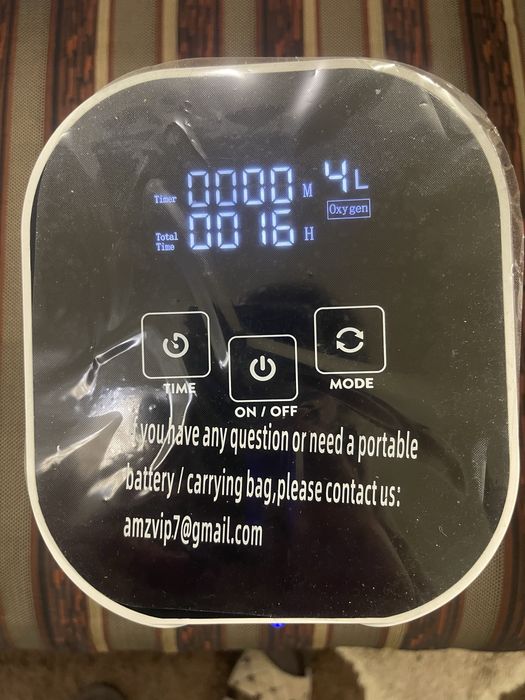 Timer 0000 M 4L
Oxygen
Total Time 0016 H
TIME
ON / OFF
MODE
If you have any question or need a portable
battery / carrying bag,please contact us:
amzvip7@gmail.com